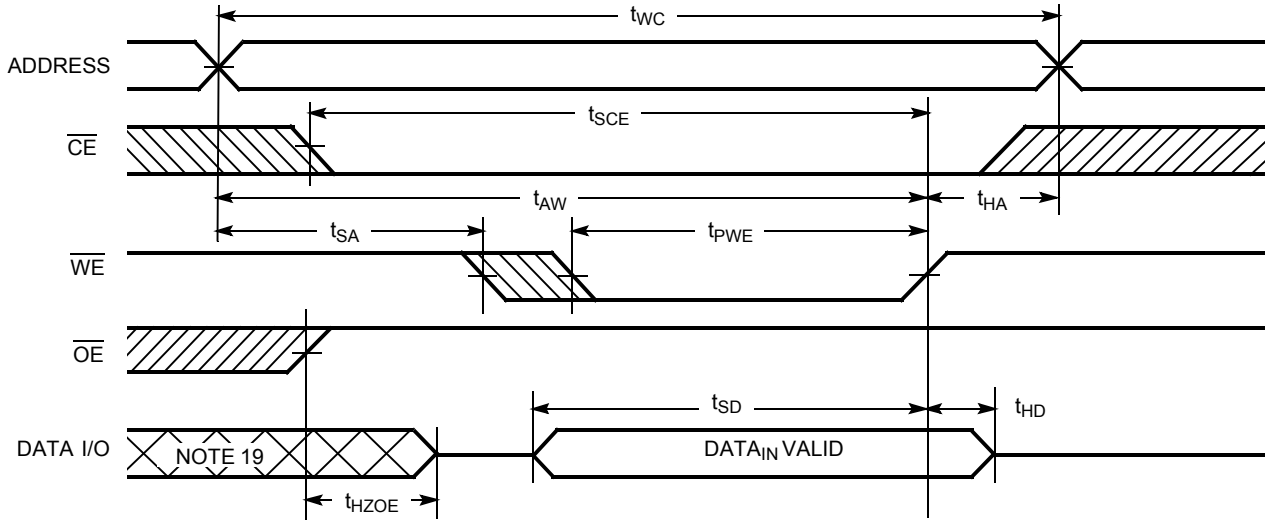 tWC
ADDRESS
tSCE
CE
tAW
tHA
tSA
tPWE
WE
OE
tSD
tHD
DATA I/O
NOTE 19
DATAIN VALID
tHZOE